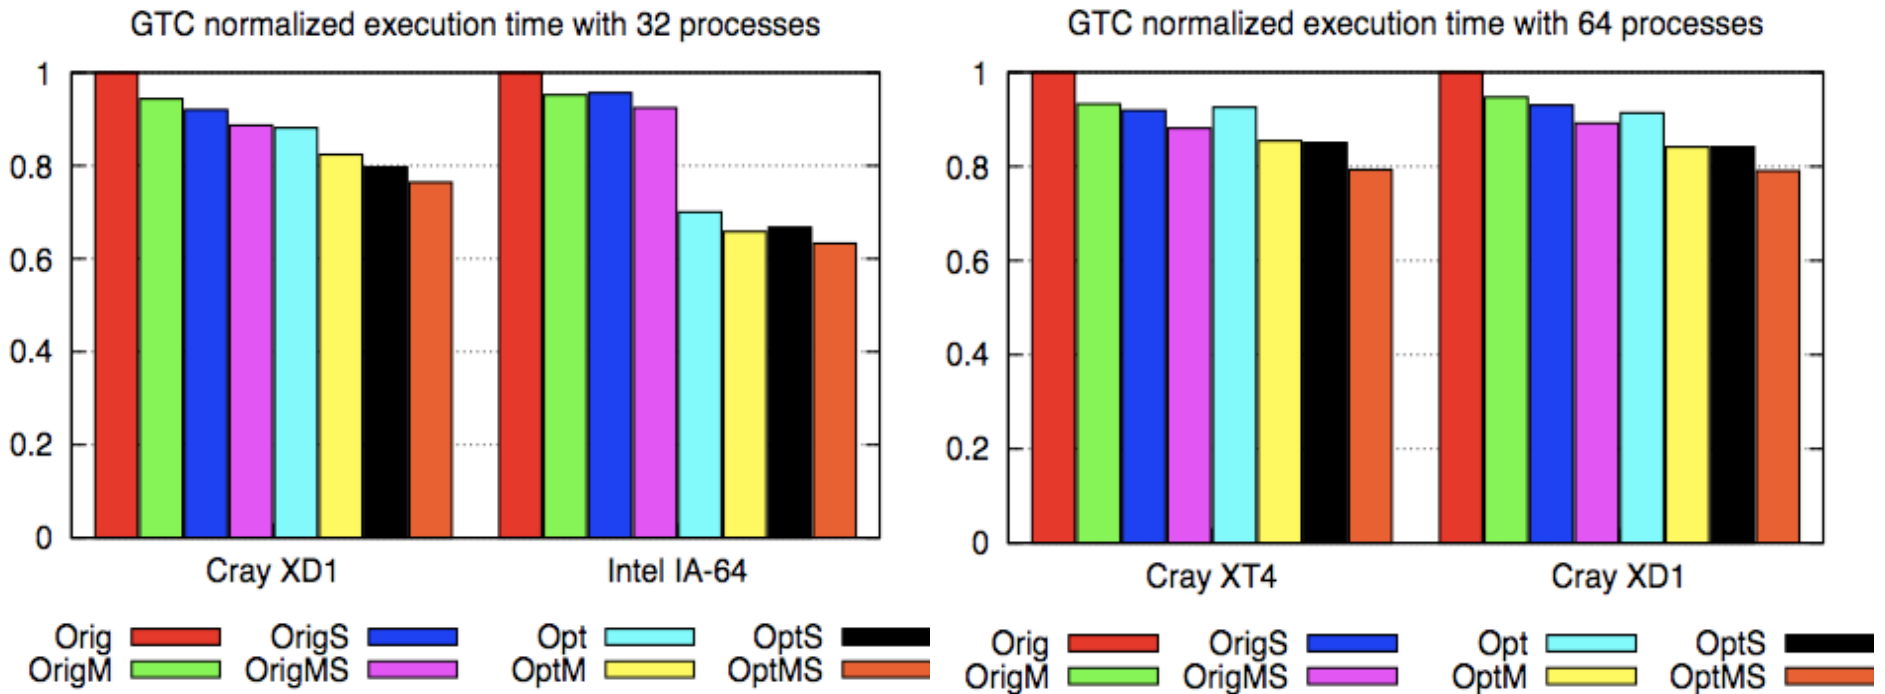 GTC normalized execution time with 32 processes
1
0.8
0.6
0.4
0.2
0
Cray XD1 Intel IA-64
Orig OrigS Opt OptS
OrigM OrigMS OptM OptMS
GTC normalized execution time with 64 processes
1
0.8
0.6
0.4
0.2
0
Cray XT4 Cray XD1
Orig OrigS Opt OptS
OrigM OrigMS OptM OptMS